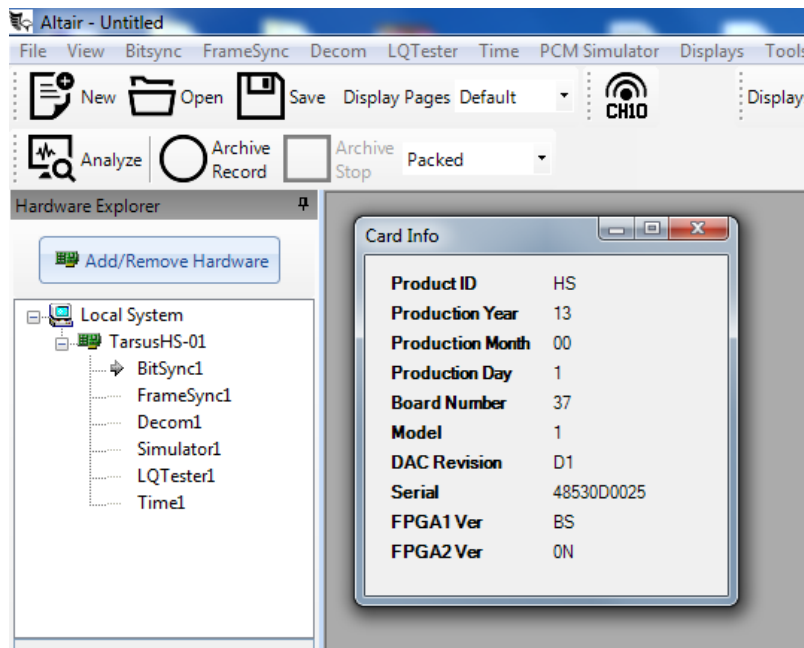 Altair - Untitled
File View Bitsync FrameSync Decom LQTester Time PCM Simulator Displays Tools
New Open Save Display Pages Default CH10 Display
Analyze Archive Record Archive Stop Packed
Hardware Explorer
Add/Remove Hardware
Local System
TarsusHS-01
BitSync1
FrameSync1
Decom1
Simulator1
LQTester1
Time1
Card Info
Product ID HS
Production Year 13
Production Month 00
Production Day 1
Board Number 37
Model 1
DAC Revision D1
Serial 48530D0025
FPGA1 Ver BS
FPGA2 Ver 0N